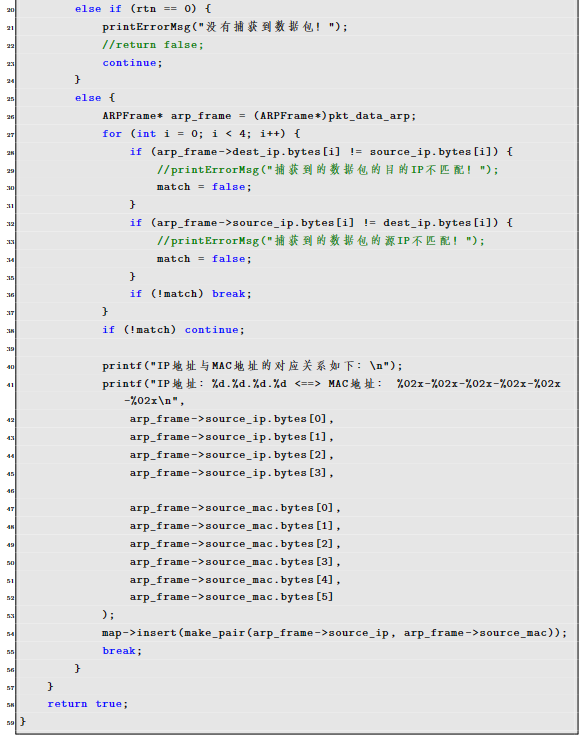 20         else if (rtn == 0) {
21             printErrorMsg("没有捕获到数据包！");
22             //return false;
23             continue;
24         }
25         else {
26             ARPFrame* arp_frame = (ARPFrame*)pkt_data_arp;
27             for (int i = 0; i < 4; i++) {
28                 if (arp_frame->dest_ip.bytes[i] != source_ip.bytes[i]) {
29                     //printErrorMsg("捕获到的数据包的目的IP不匹配！");
30                     match = false;
31                 }
32                 if (arp_frame->source_ip.bytes[i] != dest_ip.bytes[i]) {
33                     //printErrorMsg("捕获到的数据包的源IP不匹配！");
34                     match = false;
35                 }
36                 if (!match) break;
37             }
38             if (!match) continue;
39
40             printf("IP地址与MAC地址的对应关系如下：\n");
41             printf("IP地址：%d.%d.%d.%d <==> MAC地址： %02x-%02x-%02x-%02x-%02x
-%02x\n",
42                 arp_frame->source_ip.bytes[0],
43                 arp_frame->source_ip.bytes[1],
44                 arp_frame->source_ip.bytes[2],
45                 arp_frame->source_ip.bytes[3],
46
47                 arp_frame->source_mac.bytes[0],
48                 arp_frame->source_mac.bytes[1],
49                 arp_frame->source_mac.bytes[2],
50                 arp_frame->source_mac.bytes[3],
51                 arp_frame->source_mac.bytes[4],
52                 arp_frame->source_mac.bytes[5]
53             );
54             map->insert(make_pair(arp_frame->source_ip, arp_frame->source_mac));
55             break;
56         }
57     }
58     return true;
59 }